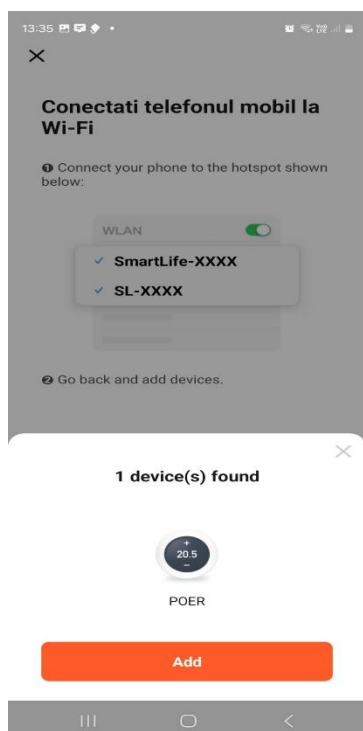 13:35
Conectati telefonul mobil la
Wi-Fi
❶ Connect your phone to the hotspot shown
below:
WLAN
SmartLife-XXXX
SL-XXXX
❷ Go back and add devices.
1 device(s) found
+
20.5
−
POER
Add